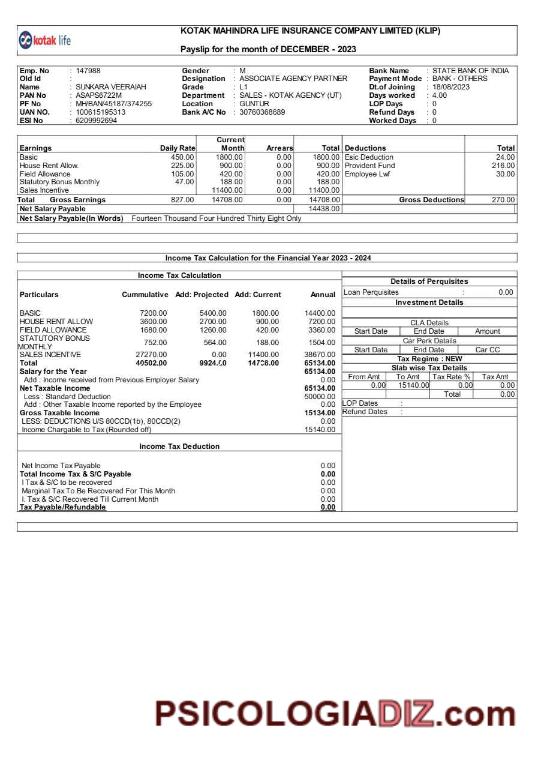 kotak life
KOTAK MAHINDRA LIFE INSURANCE COMPANY LIMITED (KLIP)
Payslip for the month of DECEMBER - 2023
Emp. No : 147988 Gender : M Bank Name : STATE BANK OF INDIA
Old Id : Designation : ASSOCIATE AGENCY PARTNER Payment Mode : BANK - OTHERS
Name : SUNKARA VEERAIAH Grade : L1 Dt.of Joining : 18/08/2023
PAN No : ASAPS6722M Department : SALES - KOTAK AGENCY (UT) Days worked : 4.00
PF No : MH/BAN/45187/374255 Location : GUNTUR LOP Days : 0
UAN NO. : 100615195313 Bank A/C No : 30760368689 Refund Days : 0
ESI No : 6209992694 Worked Days : 0
Earnings Daily Rate Current Month Arrears Total Deductions Total
Basic 450.00 1800.00 0.00 1800.00 Esic Deduction 24.00
House Rent Allow. 225.00 900.00 0.00 900.00 Provident Fund 216.00
Field Allowance 105.00 420.00 0.00 420.00 Employee Lwf 30.00
Statutory Bonus Monthly 47.00 188.00 0.00 188.00
Sales Incentive 11400.00 0.00 11400.00
Total Gross Earnings 827.00 14708.00 0.00 14708.00 Gross Deductions 270.00
Net Salary Payable 14438.00
Net Salary Payable(In Words) Fourteen Thousand Four Hundred Thirty Eight Only
Income Tax Calculation for the Financial Year 2023 - 2024
Income Tax Calculation
Details of Perquisites
Particulars Cummulative Add: Projected Add: Current Annual
Loan Perquisites : 0.00
Investment Details
BASIC 7200.00 5400.00 1800.00 14400.00
HOUSE RENT ALLOW 3600.00 2700.00 900.00 7200.00
CLA Details
FIELD ALLOWANCE 1680.00 1260.00 420.00 3360.00
Start Date End Date Amount
STATUTORY BONUS MONTHLY 752.00 564.00 188.00 1504.00
Car Perk Details
SALES INCENTIVE 27270.00 0.00 11400.00 38670.00
Start Date End Date Car CC
Total 40502.00 9924.00 14708.00 65134.00
Tax Regime : NEW
Salary for the Year 65134.00
Slab wise Tax Details
Add : Income received from Previous Employer Salary 0.00
From Amt To Amt Tax Rate % Tax Amt
Net Taxable Income 65134.00
0.00 15140.00 0.00 0.00
Less : Standard Deduction 50000.00
Total 0.00
Add : Other Taxable Income reported by the Employee 0.00
LOP Dates :
Gross Taxable Income 15134.00
Refund Dates :
LESS: DEDUCTIONS U/S 80CCD(1b), 80CCD(2) 0.00
Income Chargable to Tax (Rounded off) 15140.00
Income Tax Deduction
Net Income Tax Payable 0.00
Total Income Tax & S/C Payable 0.00
I Tax & S/C to be recovered 0.00
Marginal Tax To Be Recovered For This Month 0.00
I. Tax & S/C Recovered Till Current Month 0.00
Tax Payable/Refundable 0.00
PSICOLOGIADIZ.com